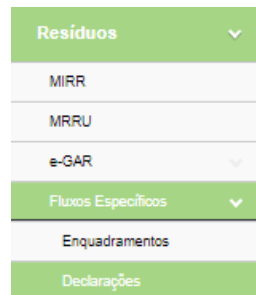 Resíduos
MIRR
MRRU
e-GAR
Fluxos Específicos
Enquadramentos
Declarações